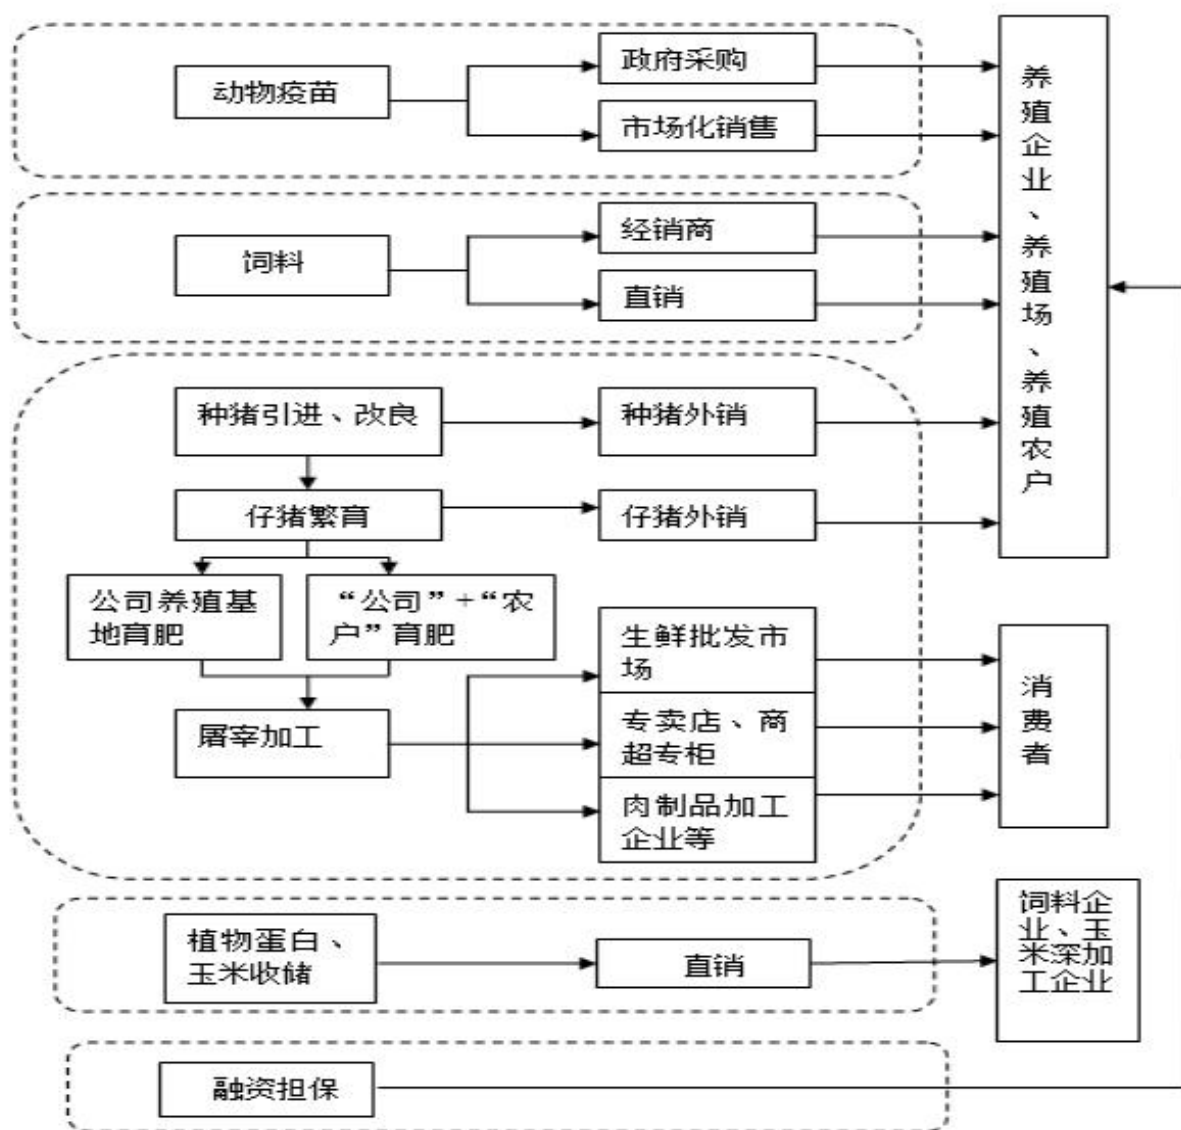 动物疫苗
政府采购
市场化销售
养殖企业、养殖场、养殖农户
饲料
经销商
直销
种猪引进、改良
种猪外销
仔猪繁育
仔猪外销
公司养殖基
地育肥
“公司”+“农
户”育肥
生鲜批发市
场
屠宰加工
专卖店、商
超专柜
肉制品加工
企业等
消费者
植物蛋白、
玉米收储
直销
饲料企
业、玉
米深加
工企业
融资担保